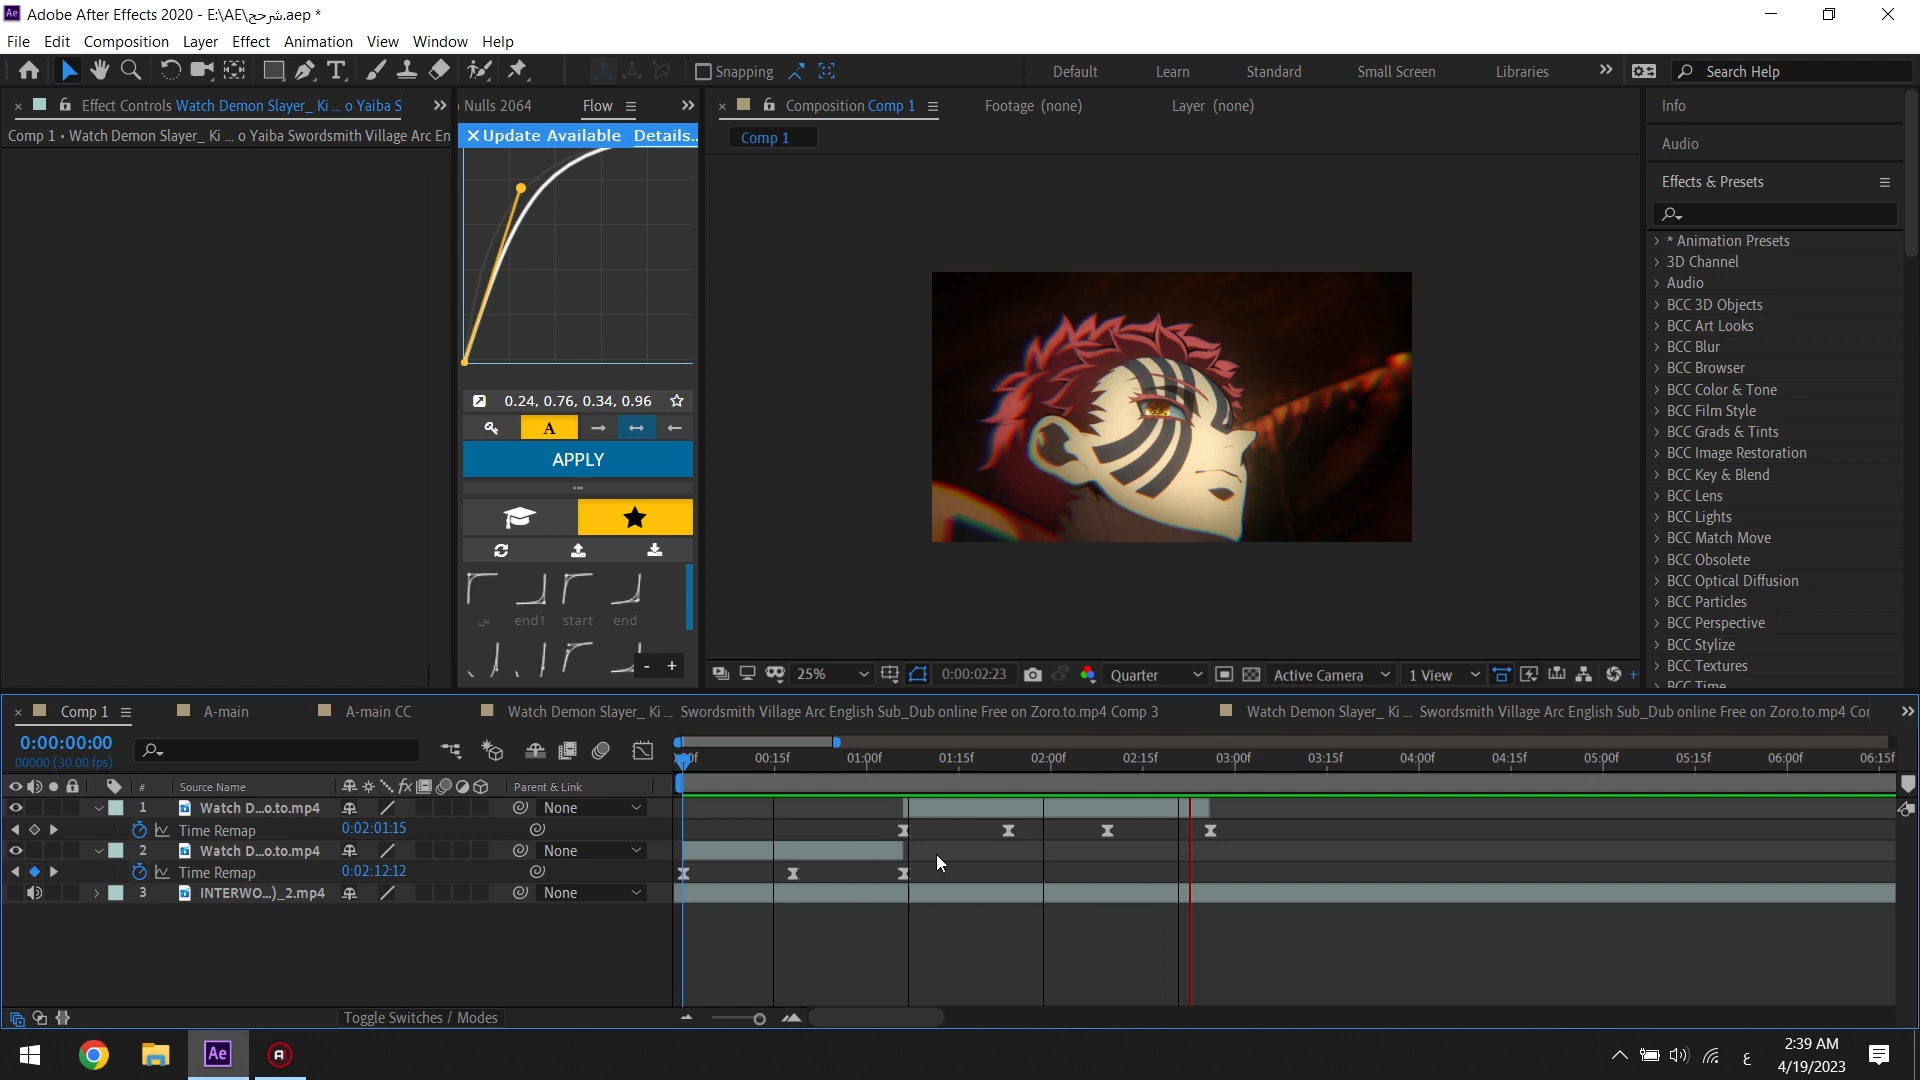 Adobe After Effects 2020 - E:\AE\شرحح.aep *
File Edit Composition Layer Effect Animation View Window Help
Snapping Default Learn Standard Small Screen Libraries Search Help
Effect Controls Watch Demon Slayer_ Ki ... o Yaiba S
Nulls 2064 Flow
Composition Comp 1 Footage (none) Layer (none)
Info
Comp 1 • Watch Demon Slayer_ Ki ... o Yaiba Swordsmith Village Arc En
Update Available Details..
Comp 1
Audio
Effects & Presets
* Animation Presets
3D Channel
Audio
BCC 3D Objects
BCC Art Looks
BCC Blur
BCC Browser
BCC Color & Tone
BCC Film Style
BCC Grads & Tints
BCC Image Restoration
BCC Key & Blend
BCC Lens
BCC Lights
BCC Match Move
BCC Obsolete
BCC Optical Diffusion
BCC Particles
BCC Perspective
BCC Stylize
BCC Textures
BCC Time
0.24, 0.76, 0.34, 0.96
A
APPLY
س end1 start end
- +
25% 0:00:02:23 Quarter Active Camera 1 View
Comp 1 A-main A-main CC Watch Demon Slayer_ Ki ... Swordsmith Village Arc English Sub_Dub online Free on Zoro.to.mp4 Comp 3 Watch Demon Slayer_ Ki ... Swordsmith Village Arc English Sub_Dub online Free on Zoro.to.mp4 Co
0:00:00:00
00000 (30.00 fps)
00:15f 01:00f 01:15f 02:00f 02:15f 03:00f 03:15f 04:00f 04:15f 05:00f 05:15f 06:00f 06:15f
# Source Name Parent & Link
1 Watch D...o.to.mp4 None
Time Remap 0:02:01:15
2 Watch D...o.to.mp4 None
Time Remap 0:02:12:12
3 INTERWO...)_2.mp4 None
Toggle Switches / Modes
Ae
ع
2:39 AM
4/19/2023